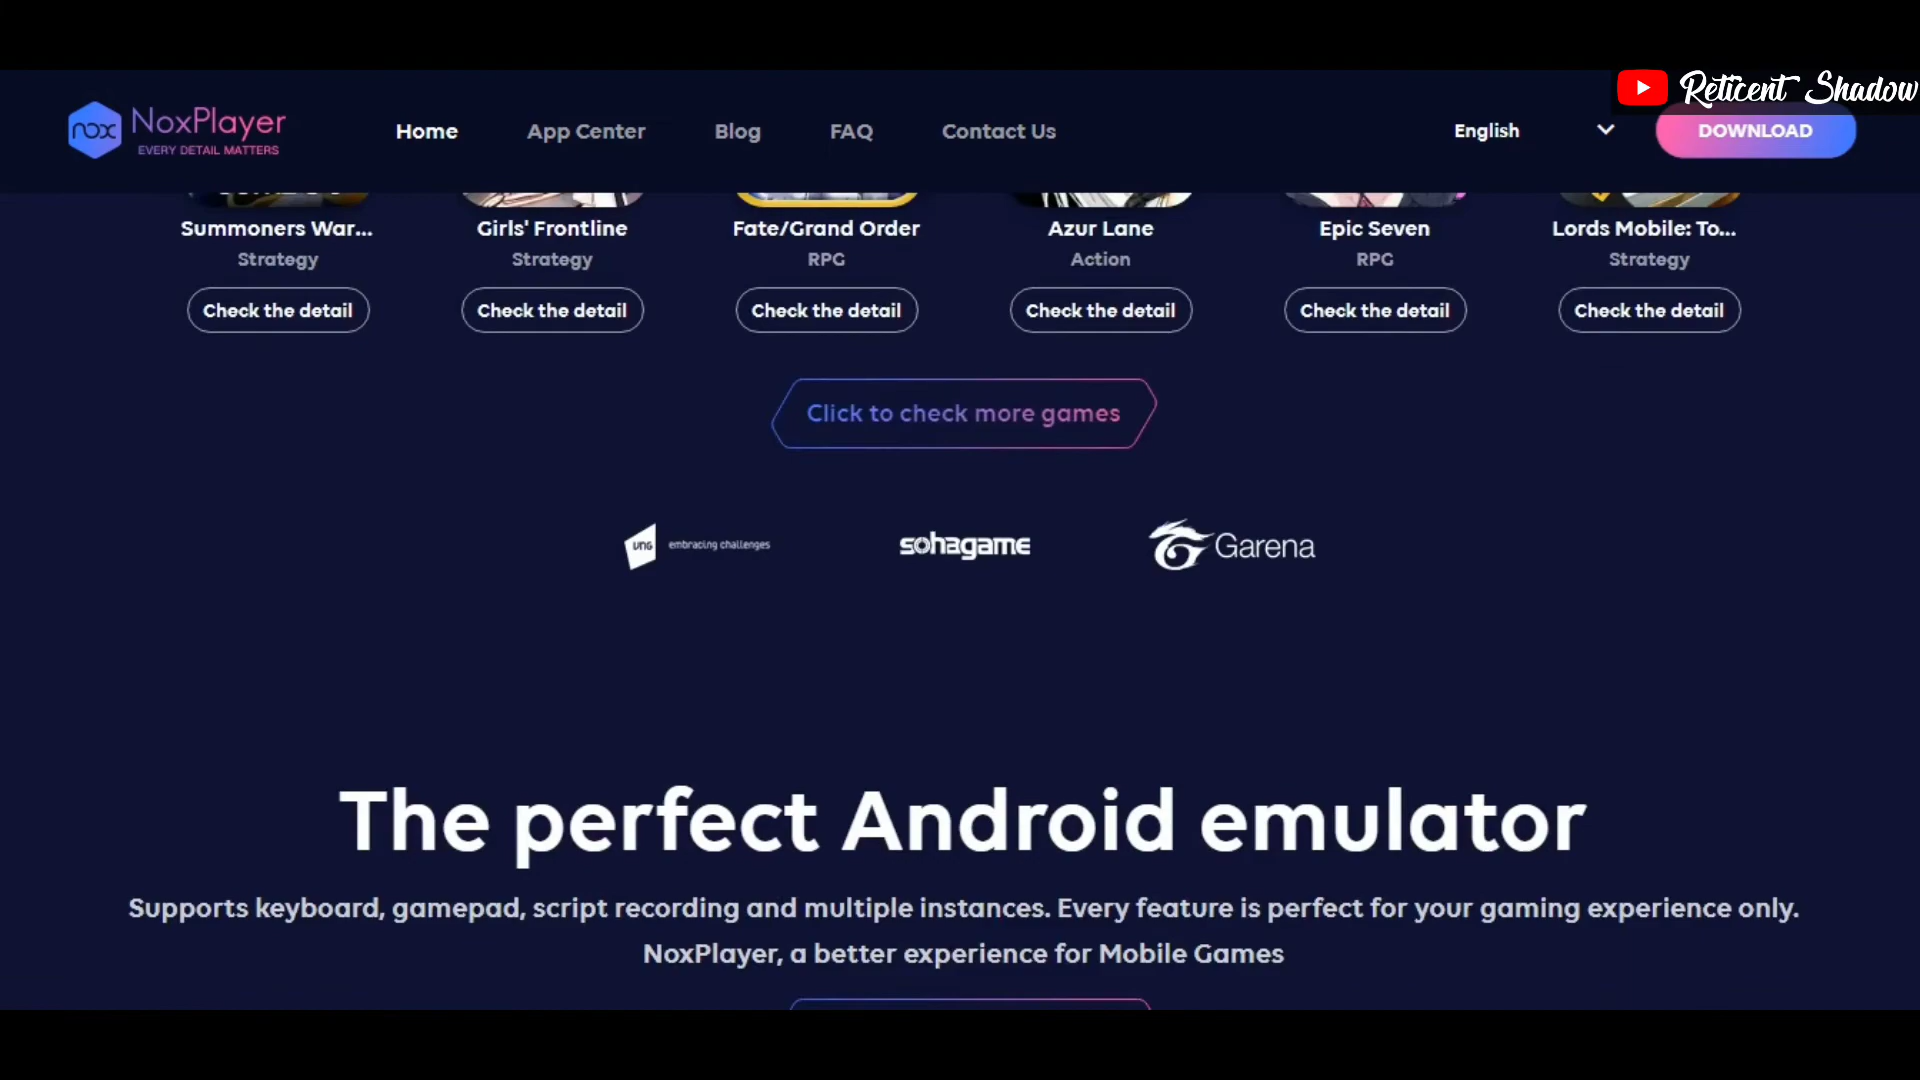 Reticent Shadow
nox NoxPlayer
EVERY DETAIL MATTERS
Home App Center Blog FAQ Contact Us English DOWNLOAD
Summoners War... Girls' Frontline Fate/Grand Order Azur Lane Epic Seven Lords Mobile: To...
Strategy Strategy RPG Action RPG Strategy
Check the detail Check the detail Check the detail Check the detail Check the detail Check the detail
Click to check more games
VNG embracing challenges sohagame Garena
The perfect Android emulator
Supports keyboard, gamepad, script recording and multiple instances. Every feature is perfect for your gaming experience only.
NoxPlayer, a better experience for Mobile Games